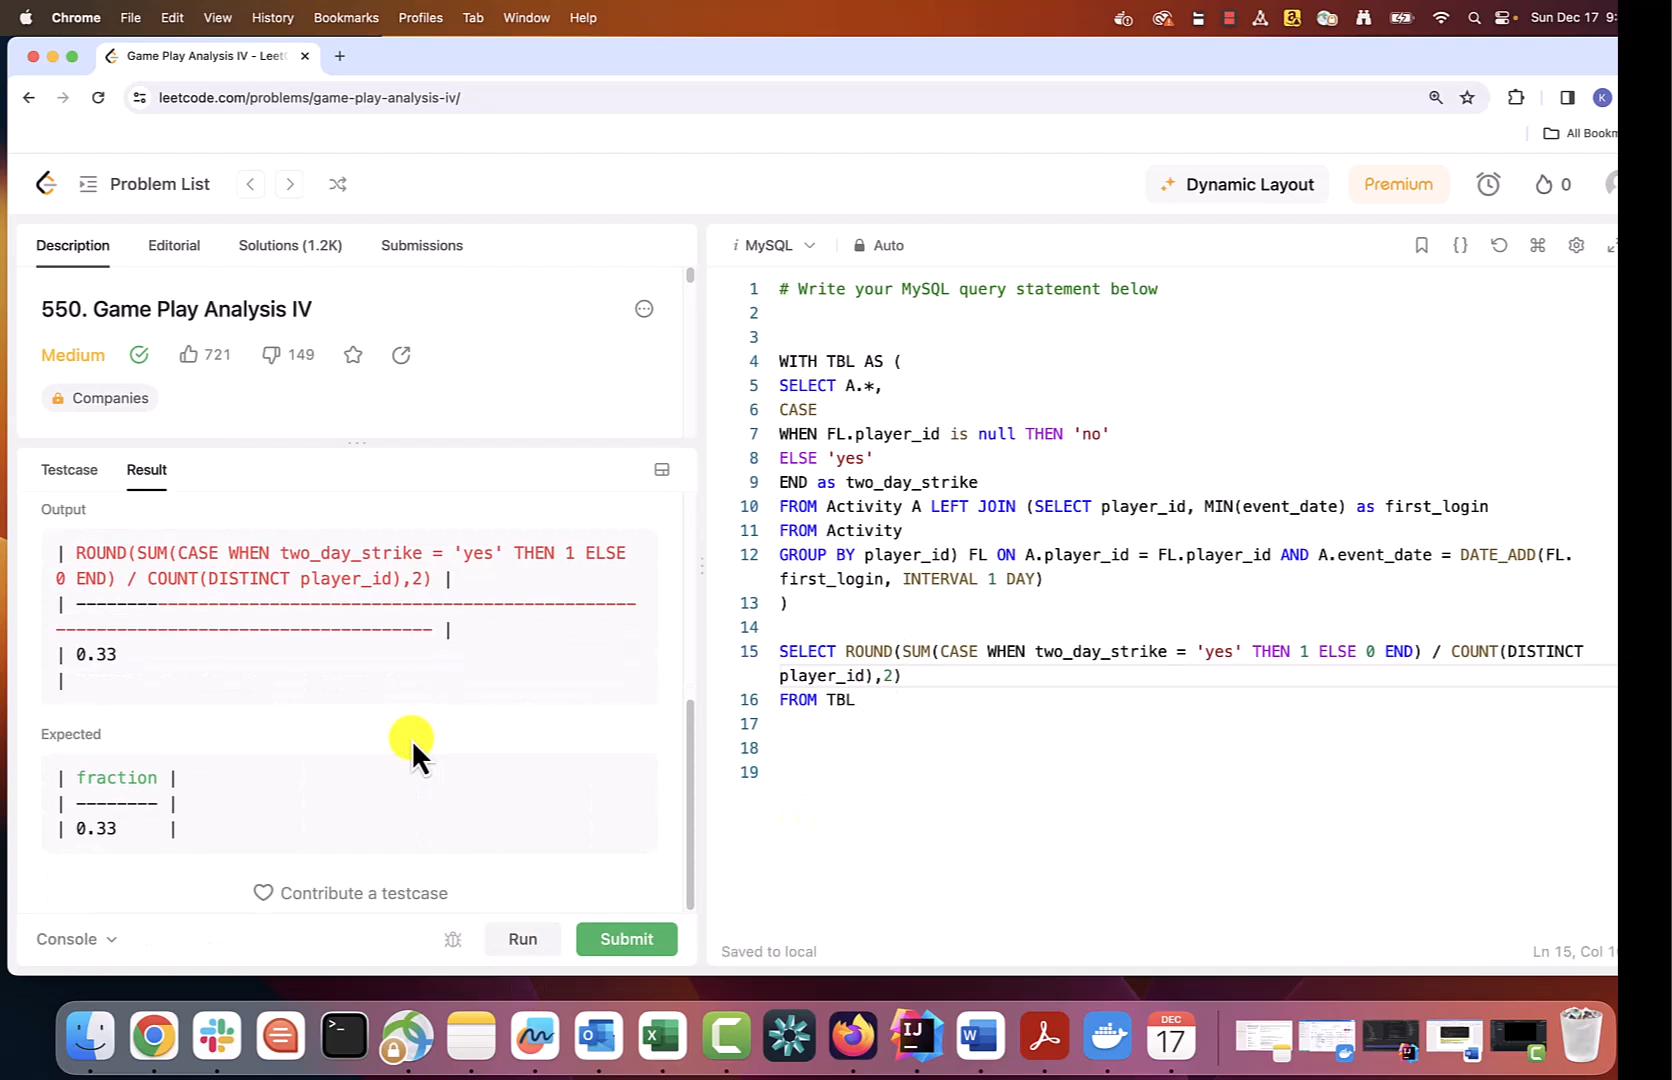 Chrome File Edit View History Bookmarks Profiles Tab Window Help Sun Dec 17 9:
Game Play Analysis IV - Leet
leetcode.com/problems/game-play-analysis-iv/
K
All Bookm
Problem List Dynamic Layout Premium 0
Description Editorial Solutions (1.2K) Submissions
550. Game Play Analysis IV
Medium 721 149
Companies
Testcase Result
Output
| ROUND(SUM(CASE WHEN two_day_strike = 'yes' THEN 1 ELSE
0 END) / COUNT(DISTINCT player_id),2) |
| --------------------------------------------------------
------------------------------------- |
| 0.33
|
Expected
| fraction |
| -------- |
| 0.33 |
Contribute a testcase
Console Run Submit
i MySQL Auto
1 # Write your MySQL query statement below
2
3
4 WITH TBL AS (
5 SELECT A.*,
6 CASE
7 WHEN FL.player_id is null THEN 'no'
8 ELSE 'yes'
9 END as two_day_strike
10 FROM Activity A LEFT JOIN (SELECT player_id, MIN(event_date) as first_login
11 FROM Activity
12 GROUP BY player_id) FL ON A.player_id = FL.player_id AND A.event_date = DATE_ADD(FL.
first_login, INTERVAL 1 DAY)
13 )
14
15 SELECT ROUND(SUM(CASE WHEN two_day_strike = 'yes' THEN 1 ELSE 0 END) / COUNT(DISTINCT
player_id),2)
16 FROM TBL
17
18
19
Saved to local Ln 15, Col 1
DEC
17